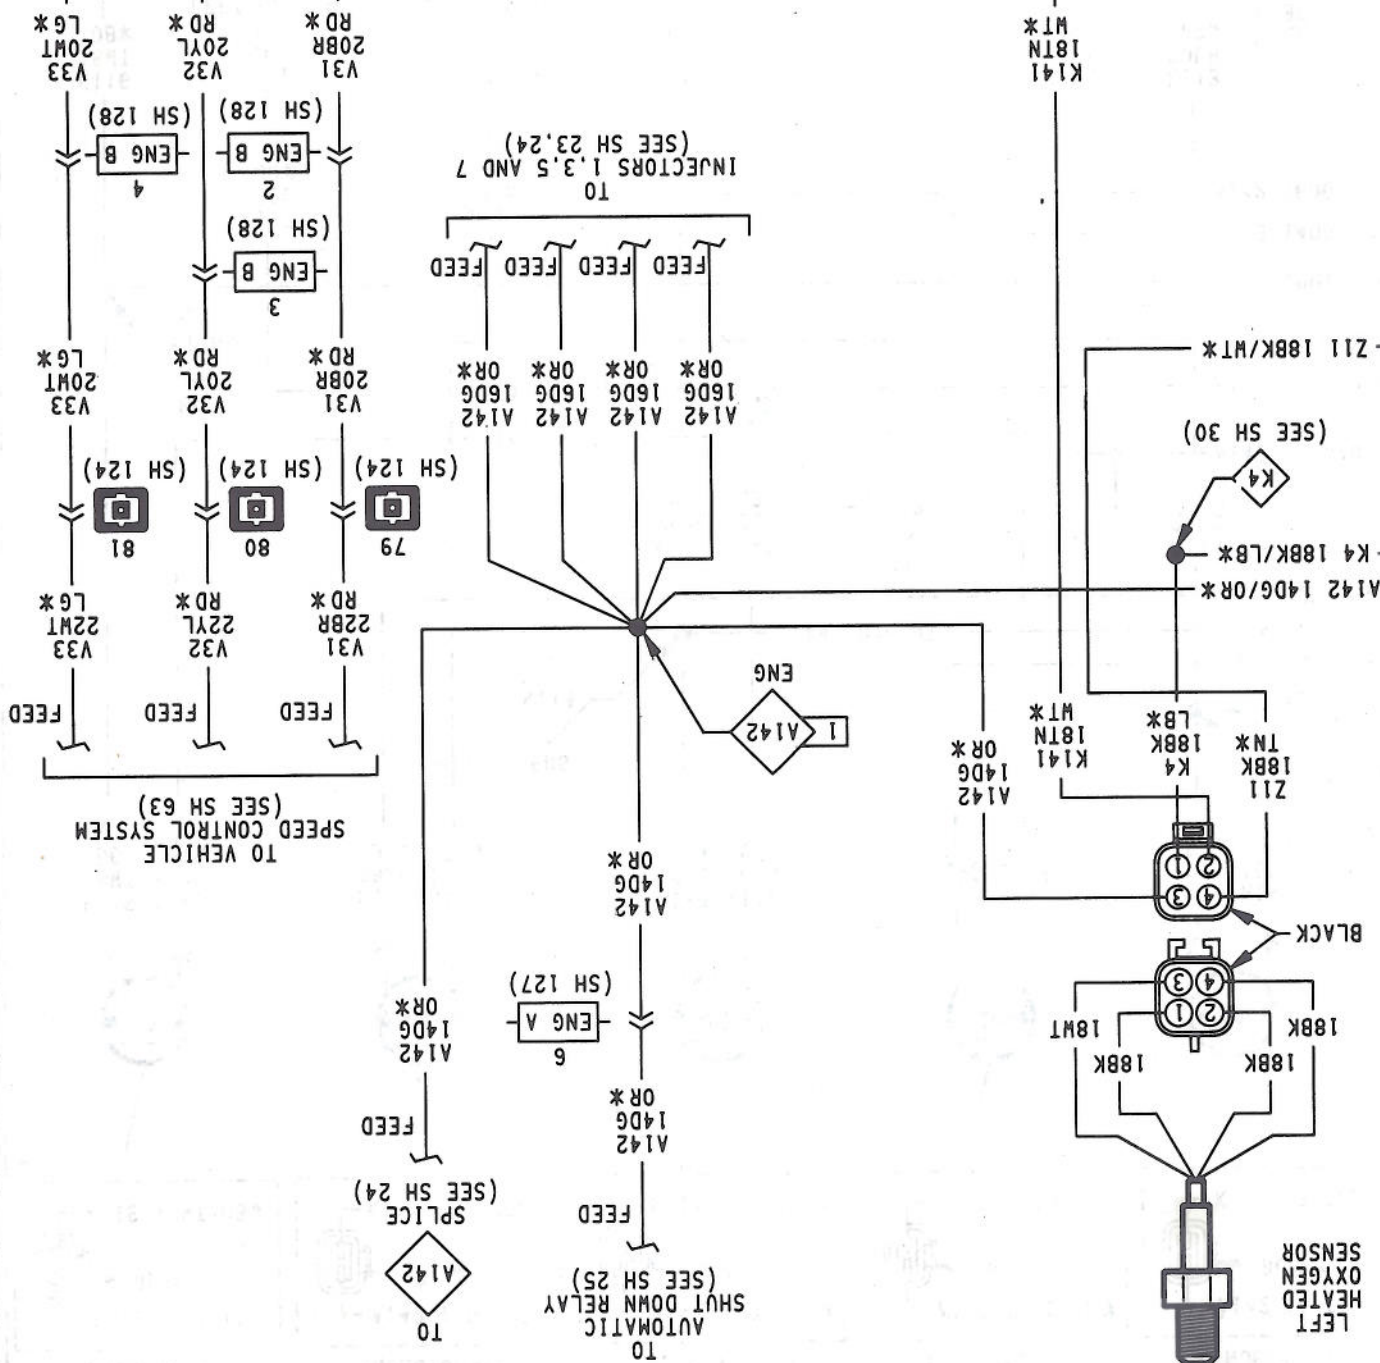 LEFT
HEATED
OXYGEN
SENSOR
TO
AUTOMATIC
SHUT DOWN RELAY
(SEE SH 25)
FEED
TO
A142
SPLICE
(SEE SH 24)
FEED
18BK
18BK
18BK
18WT
2 1
4 3
BLACK
4 3
2 1
A142
14DG
OR*
6
ENG A
(SH 127)
A142
14DG
OR*
A142
14DG
OR*
Z11
18BK
TN*
K4
18BK
LB*
K141
18TN
WT*
A142
14DG
OR*
1
A142
ENG
TO VEHICLE
SPEED CONTROL SYSTEM
(SEE SH 63)
FEED
FEED
FEED
V31
22BR
RD*
V32
22YL
RD*
V33
22WT
LG*
A142 14DG/OR*
K4 18BK/LB*
K4
(SEE SH 30)
79
(SH 124)
80
(SH 124)
81
(SH 124)
Z11 18BK/WT*
A142
16DG
OR*
A142
16DG
OR*
A142
16DG
OR*
A142
16DG
OR*
V31
20BR
RD*
V32
20YL
RD*
V33
20WT
LG*
FEED
FEED
FEED
FEED
TO
INJECTORS 1,3,5 AND 7
(SEE SH 23,24)
3
ENG B
(SH 128)
2
ENG B
(SH 128)
4
ENG B
(SH 128)
K141
18TN
WT*
V31
20BR
RD*
V32
20YL
RD*
V33
20WT
LG*